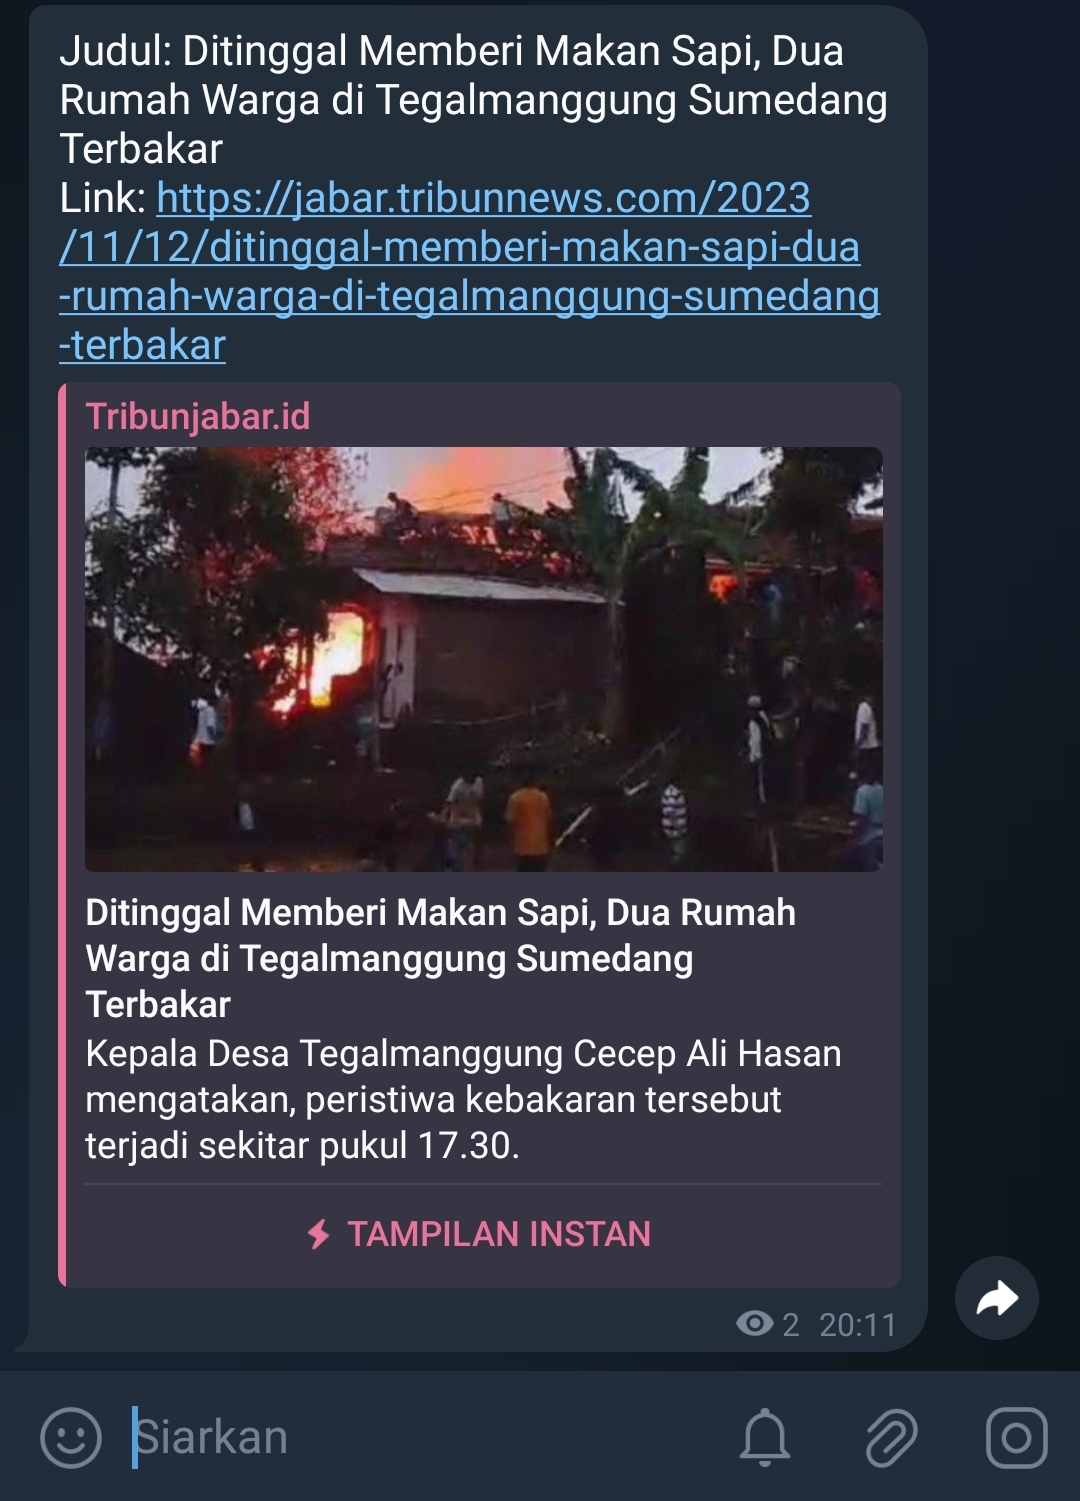 Judul: Ditinggal Memberi Makan Sapi, Dua
Rumah Warga di Tegalmanggung Sumedang
Terbakar
Link: https://jabar.tribunnews.com/2023
/11/12/ditinggal-memberi-makan-sapi-dua
-rumah-warga-di-tegalmanggung-sumedang
-terbakar
Tribunjabar.id
Ditinggal Memberi Makan Sapi, Dua Rumah
Warga di Tegalmanggung Sumedang
Terbakar
Kepala Desa Tegalmanggung Cecep Ali Hasan
mengatakan, peristiwa kebakaran tersebut
terjadi sekitar pukul 17.30.
TAMPILAN INSTAN
2 20:11
Siarkan